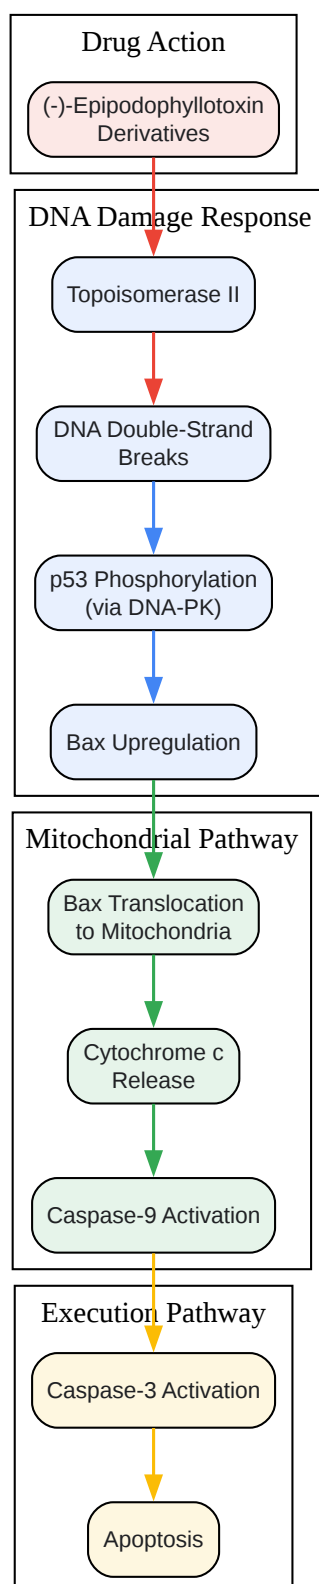 Drug Action
(-)-Epipodophyllotoxin
Derivatives
DNA Damage Response
Topoisomerase II
DNA Double-Strand
Breaks
p53 Phosphorylation
(via DNA-PK)
Bax Upregulation
Mitochondrial Pathway
Bax Translocation
to Mitochondria
Cytochrome c
Release
Caspase-9 Activation
Execution Pathway
Caspase-3 Activation
Apoptosis